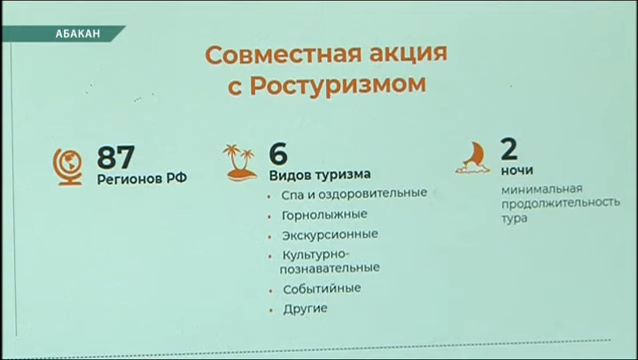 АБАКАН
Совместная акция
с Ростуризмом
87
Регионов РФ
6
Видов туризма
• Спа и оздоровительные
• Горнолыжные
• Экскурсионные
• Культурно-
познавательные
• Событийные
• Другие
2
ночи
минимальная
продолжительность
тура